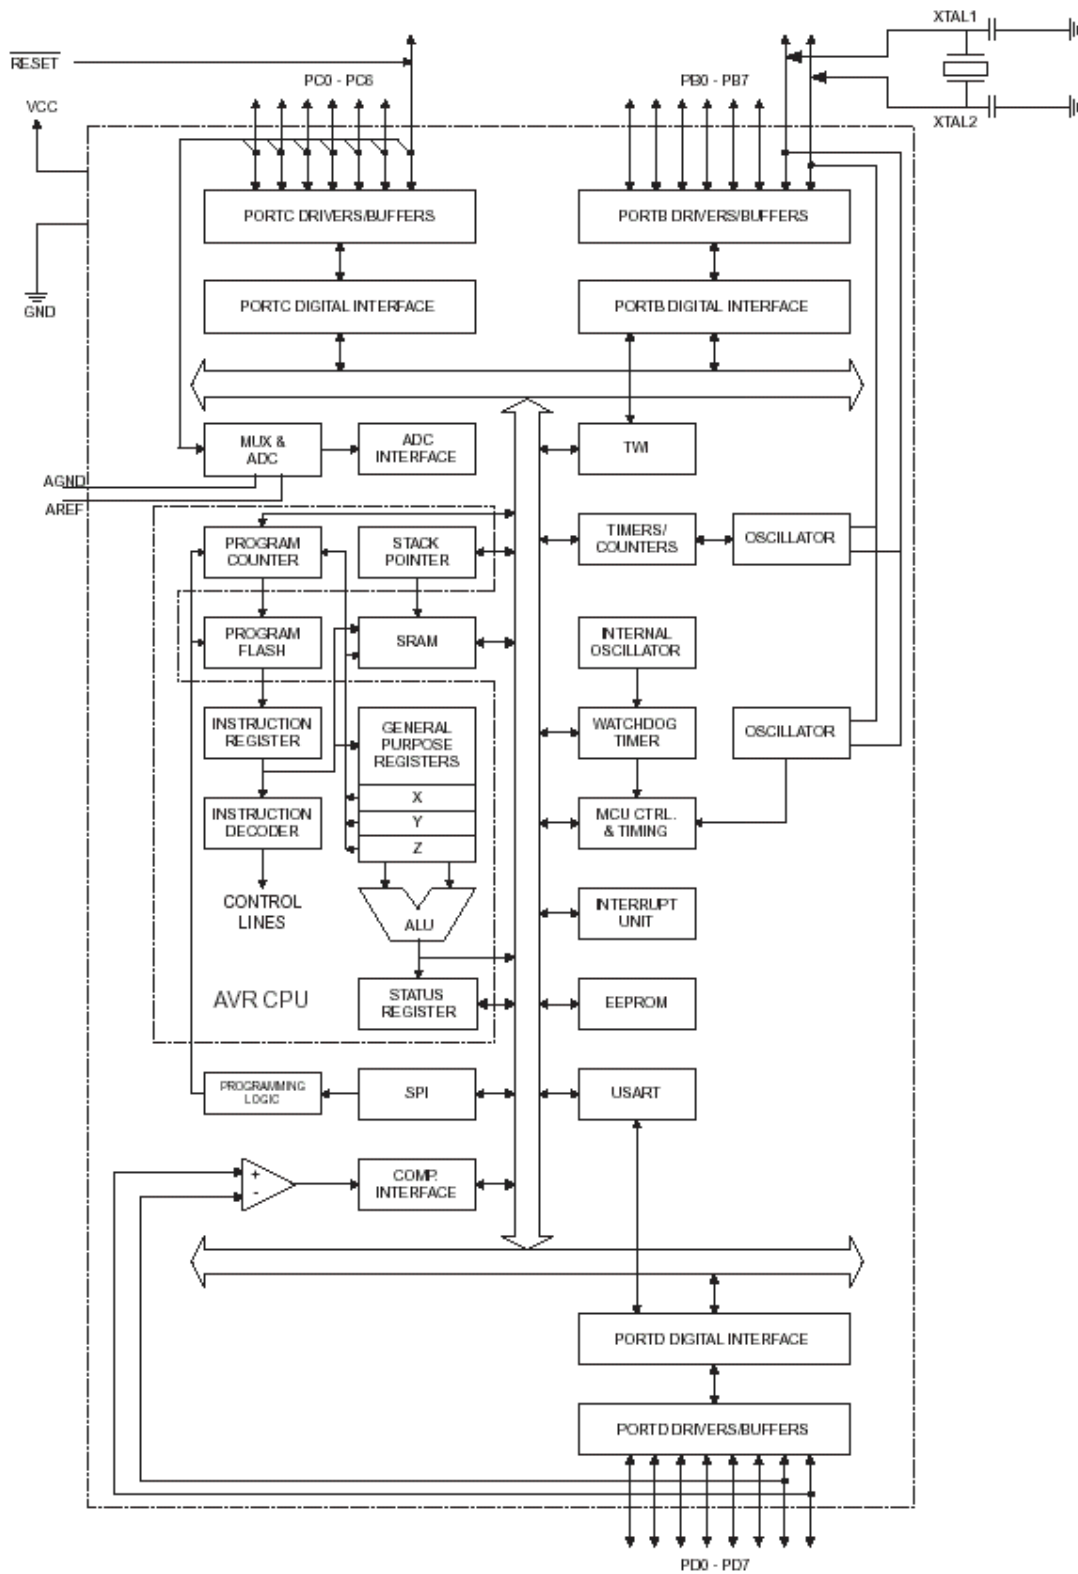 XTAL1
RESET
PC0 - PC6
PB0 - PB7
VCC
XTAL2
PORTC DRIVERS/BUFFERS
PORTB DRIVERS/BUFFERS
GND
PORTC DIGITAL INTERFACE
PORTB DIGITAL INTERFACE
MUX &
ADC
ADC
INTERFACE
TWI
AGND
AREF
PROGRAM
COUNTER
STACK
POINTER
TIMERS/
COUNTERS
OSCILLATOR
PROGRAM
FLASH
SRAM
INTERNAL
OSCILLATOR
INSTRUCTION
REGISTER
GENERAL
PURPOSE
REGISTERS
WATCHDOG
TIMER
OSCILLATOR
X
INSTRUCTION
DECODER
Y
MCU CTRL.
& TIMING
Z
CONTROL
LINES
ALU
INTERRUPT
UNIT
AVR CPU
STATUS
REGISTER
EEPROM
PROGRAMMING
LOGIC
SPI
USART
+
-
COMP.
INTERFACE
PORTD DIGITAL INTERFACE
PORTD DRIVERS/BUFFERS
PD0 - PD7